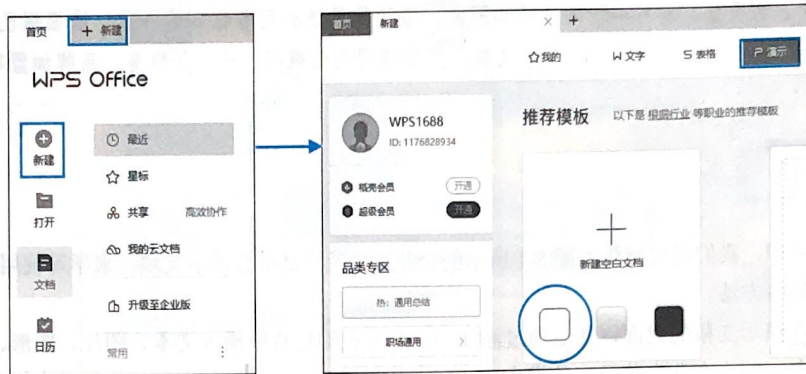 首页
+ 新建
WPS Office
新建
打开
文档
日历
最近
星标
共享 高效协作
我的云文档
升级至企业版
常用
首页 新建 × +
我的
W 文字
S 表格
P 演示
WPS1688
ID: 1176828934
稻壳会员 开通
超级会员 开通
品类专区
热：通用总结
职场通用 >
推荐模板 以下是 根据行业 等职业的推荐模板
新建空白文档